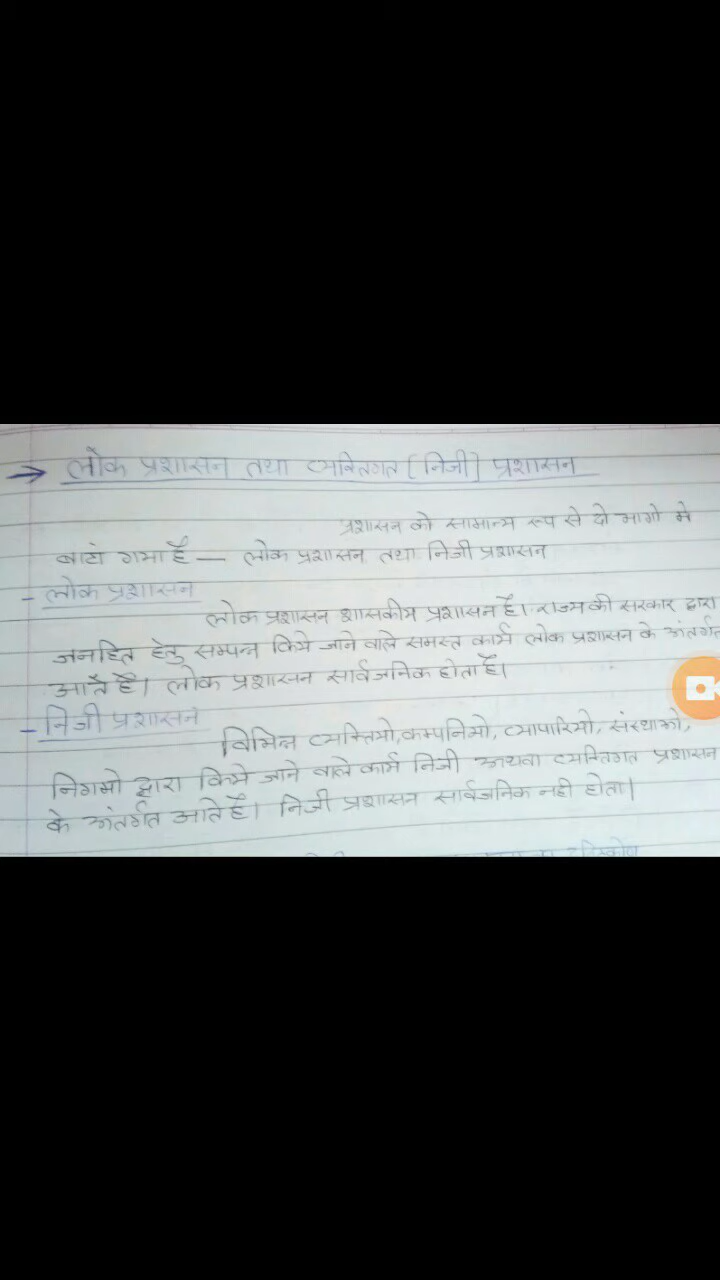 → लोक प्रशासन तथा व्यक्तिगत [निजी] प्रशासन
प्रशासन को सामान्य रूप से दो भागो मे
बाटां गया है — लोक प्रशासन तथा निजी प्रशासन
- लोक प्रशासन
लोक प्रशासन शासकीय प्रशासन है। राज्य की सरकार द्वारा
जनहित हेतु सम्पन्न किये जाने वाले समस्त कार्य लोक प्रशासन के अंतर्गत
आते है। लोक प्रशासन सार्वजनिक होता है।
- निजी प्रशासन
विभिन्न व्यक्तियो, कम्पनियो, व्यापारियो, संस्थाओ,
निगमो द्वारा किये जाने वाले कार्य निजी अथवा व्यक्तिगत प्रशासन
के अंतर्गत आते है। निजी प्रशासन सार्वजनिक नही होता।